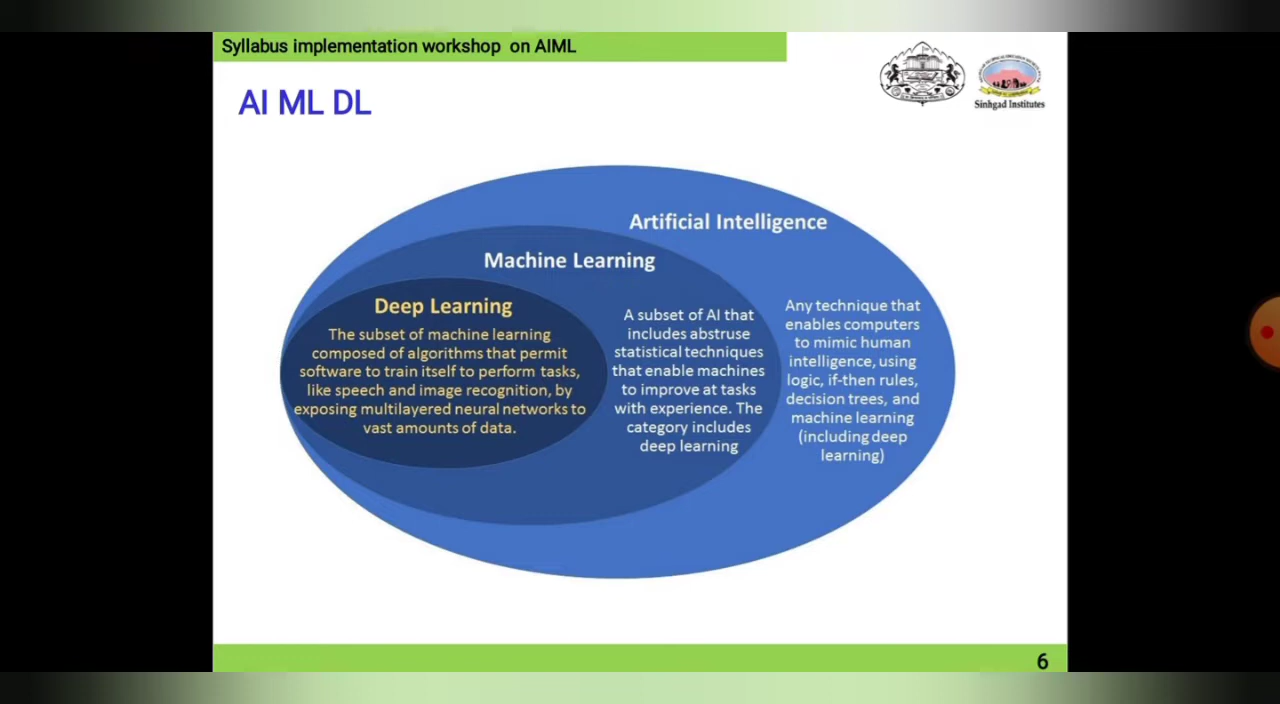 Syllabus implementation workshop on AIML
AI ML DL
Sinhgad Institutes
Artificial Intelligence
Machine Learning
Deep Learning
The subset of machine learning
composed of algorithms that permit
software to train itself to perform tasks,
like speech and image recognition, by
exposing multilayered neural networks to
vast amounts of data.
A subset of AI that
includes abstruse
statistical techniques
that enable machines
to improve at tasks
with experience. The
category includes
deep learning
Any technique that
enables computers
to mimic human
intelligence, using
logic, if-then rules,
decision trees, and
machine learning
(including deep
learning)
6